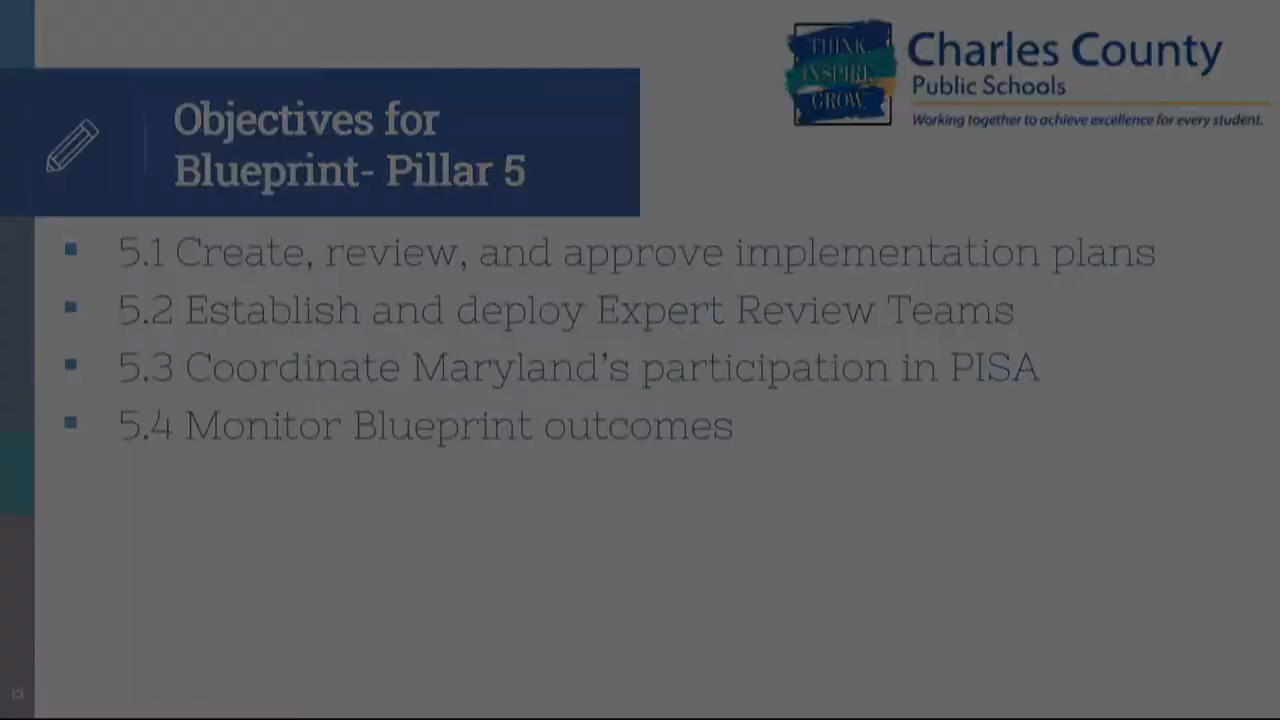 THINK.
INSPIRE.
GROW.
Charles County
Public Schools
Working together to achieve excellence for every student.
Objectives for
Blueprint- Pillar 5
5.1 Create, review, and approve implementation plans
5.2 Establish and deploy Expert Review Teams
5.3 Coordinate Maryland's participation in PISA
5.4 Monitor Blueprint outcomes
13